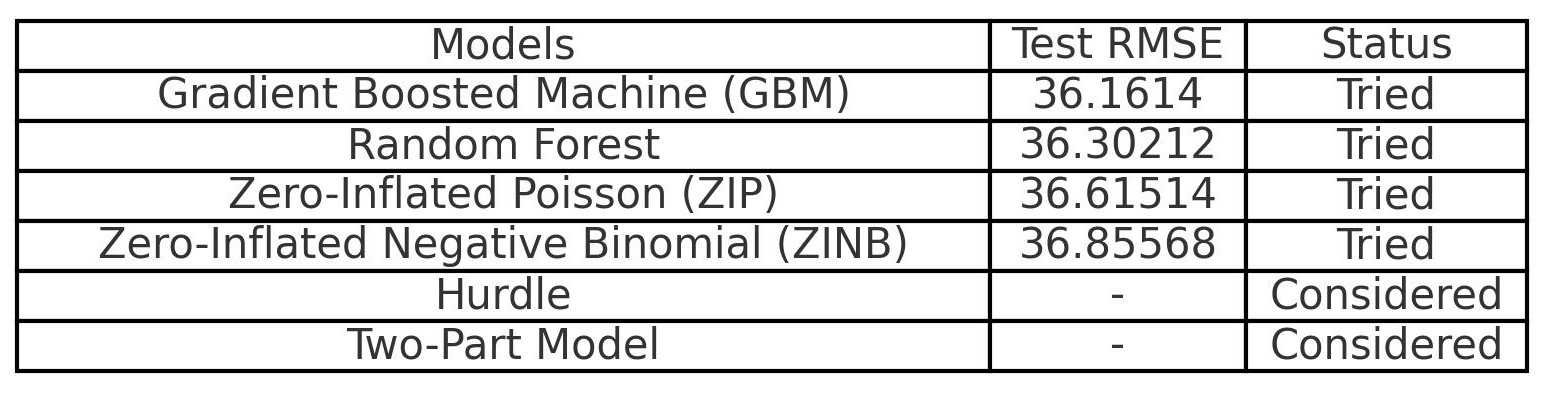 Models Test RMSE Status
Gradient Boosted Machine (GBM) 36.1614 Tried
Random Forest 36.30212 Tried
Zero-Inflated Poisson (ZIP) 36.61514 Tried
Zero-Inflated Negative Binomial (ZINB) 36.85568 Tried
Hurdle - Considered
Two-Part Model - Considered